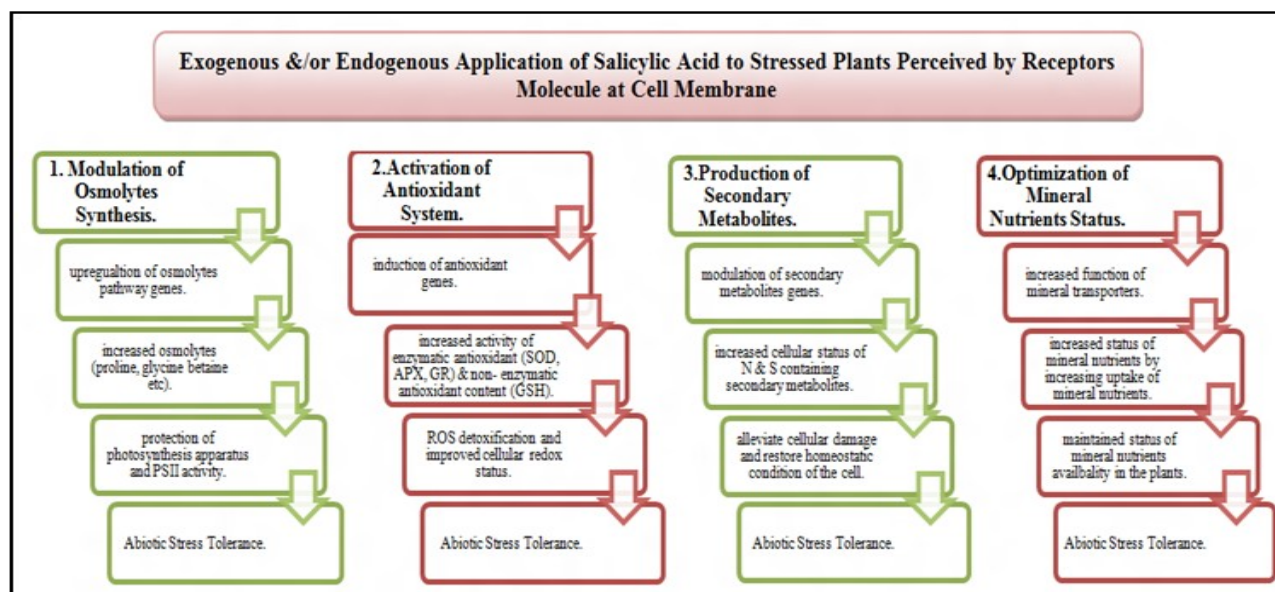 Exogenous &/or Endogenous Application of Salicylic Acid to Stressed Plants Perceived by Receptors
Molecule at Cell Membrane
1. Modulation of
Osmolytes
Synthesis.
upregualtion of osmolytes
pathway genes.
increased osmolytes
(proline, glycine betaine
etc).
protection of
photosynthesis apparatus
and PSII activity.
Abiotic Stress Tolerance.
2.Activation of
Antioxidant
System.
induction of antioxidant
genes.
increased activity of
enzymatic antioxidant (SOD,
APX, GR) & non- enzymatic
antioxidant content (GSH).
ROS detoxification and
improved cellular redox
status.
Abiotic Stress Tolerance.
3.Production of
Secondary
Metabolites.
modulation of secondary
metabolites genes.
increased cellular status of
N & S containing
secondary metabolites.
alleviate cellular damage
and restore homeostatic
condition of the cell.
Abiotic Stress Tolerance.
4.Optimization of
Mineral
Nutrients Status.
increased function of
mineral transporters.
increased status of
mineral nutrients by
increasing uptake of
mineral nutrients.
maintained status of
mineral nutrients
availbality in the plants.
Abiotic Stress Tolerance.